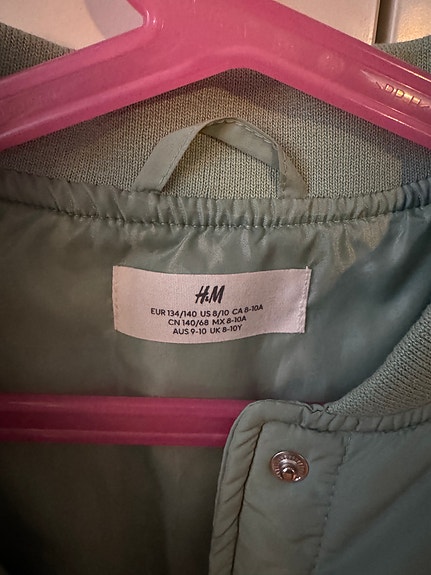 H&M
EUR 134/140 US 8/10 CA 8-10A
CN 140/68 MX 8-10A
AUS 9-10 UK 8-10Y